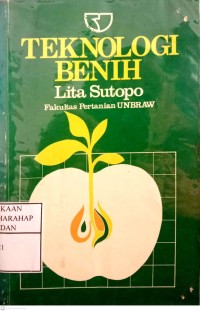 TEKNOLOGI
BENIH
Lita Sutopo
Fakultas Pertanian UNBRAW
KAAN
HARAHAP
DAN